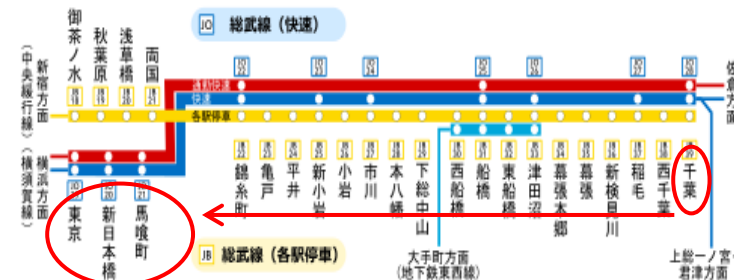 JO 総武線（快速）
御茶ノ水
秋葉原
浅草橋
両国
新宿方面
（中央緩行線）
横浜方面
（横須賀線）
通勤快速
快速
各駅停車
佐倉方面
東京
新日本橋
馬喰町
錦糸町
亀戸
平井
新小岩
小岩
市川
本八幡
下総中山
西船橋
船橋
東船橋
津田沼
幕張本郷
幕張
新検見川
稲毛
西千葉
千葉
JB 総武線（各駅停車）
大手町方面
（地下鉄東西線）
上総一ノ宮・
君津方面